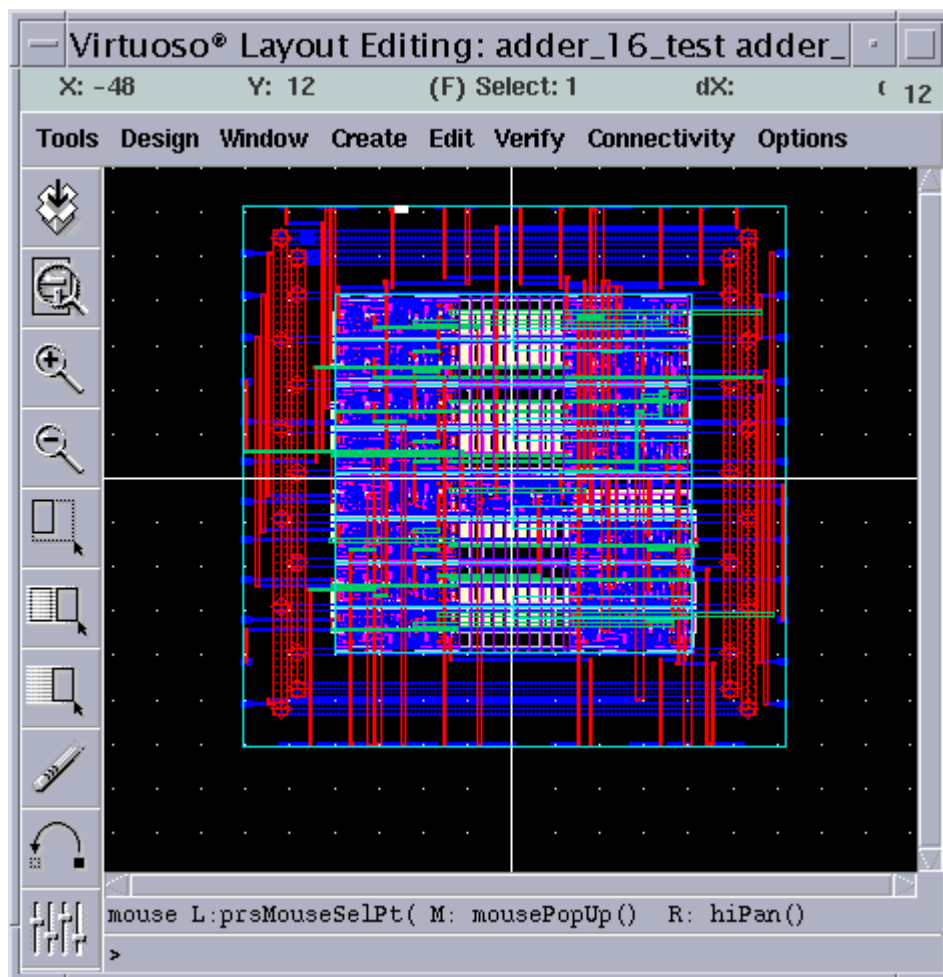 Virtuoso® Layout Editing: adder_16_test adder_
X: -48 Y: 12 (F) Select: 1 dX: ( 12
Tools Design Window Create Edit Verify Connectivity Options
mouse L:prsMouseSelPt( M: mousePopUp() R: hiPan()
>